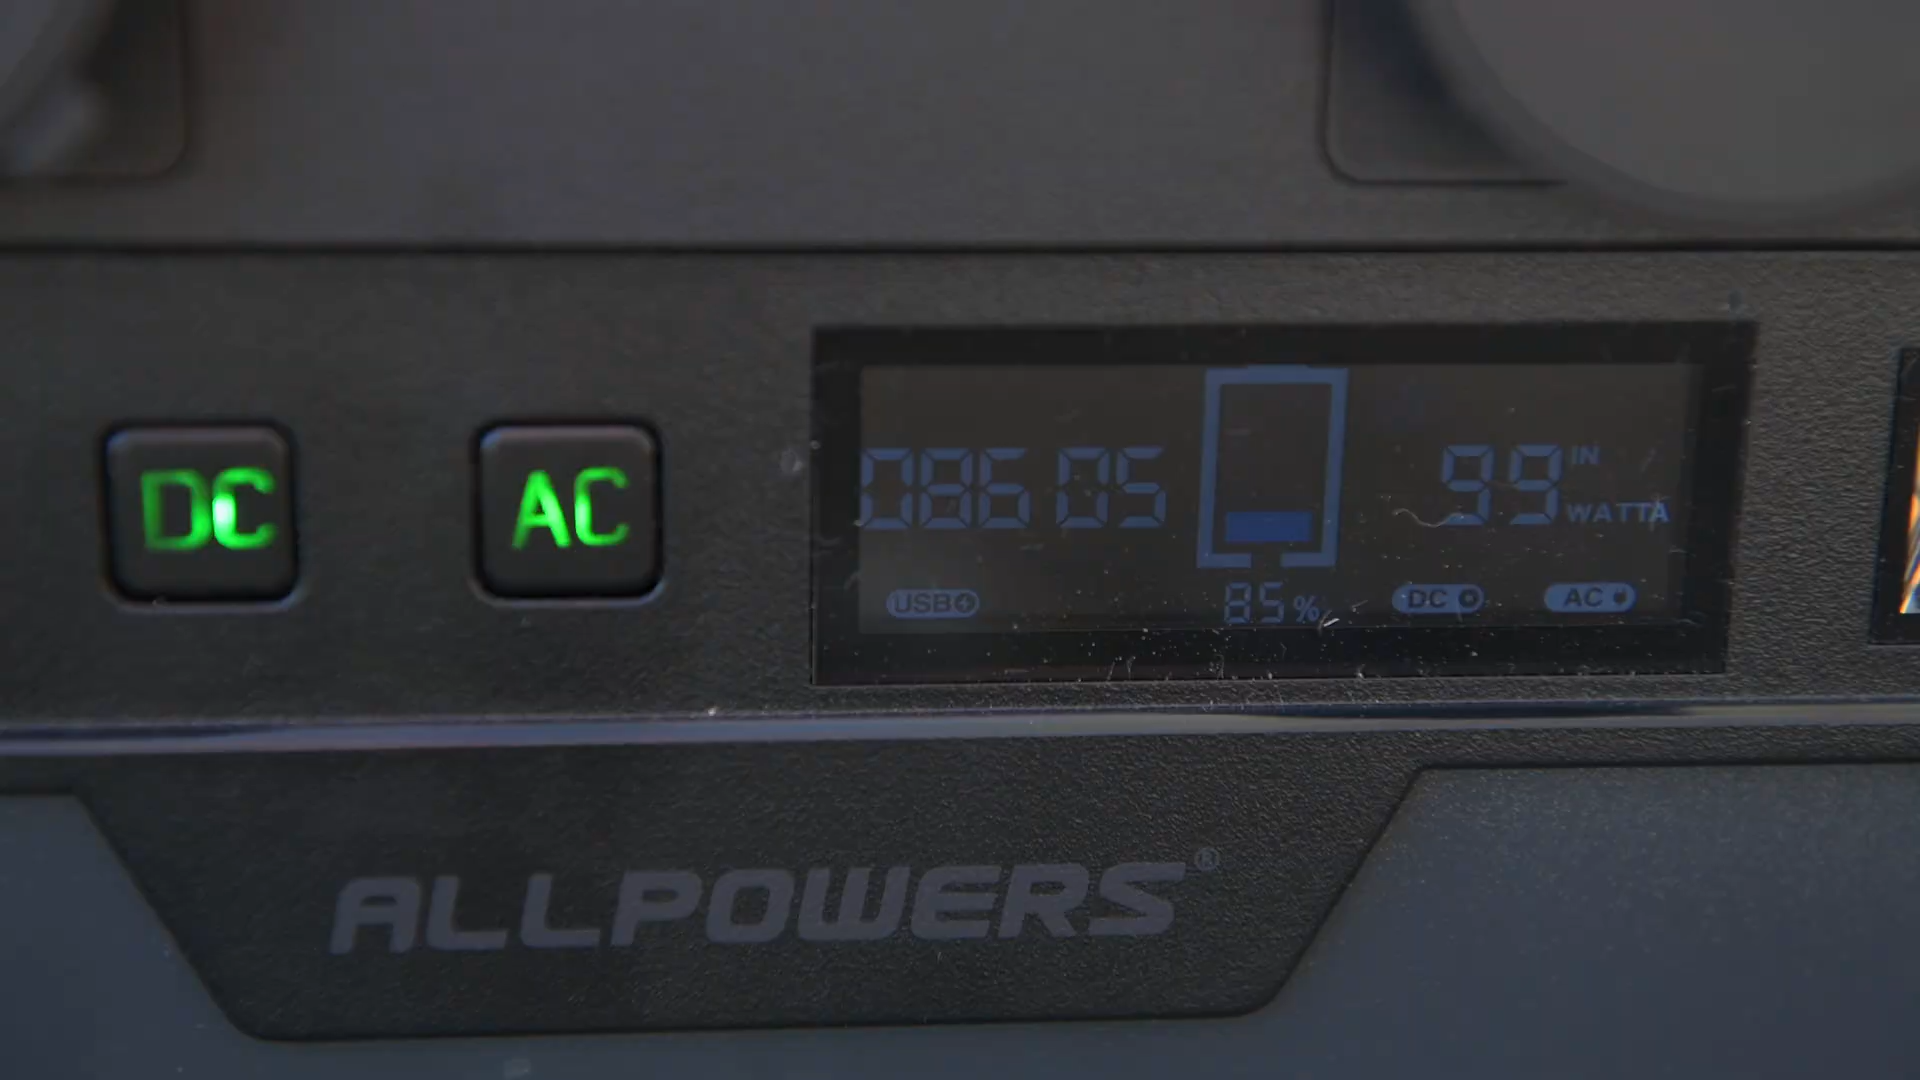 DC AC
08605 99 IN
WATTA
USB 85% DC AC
ALLPOWERS®